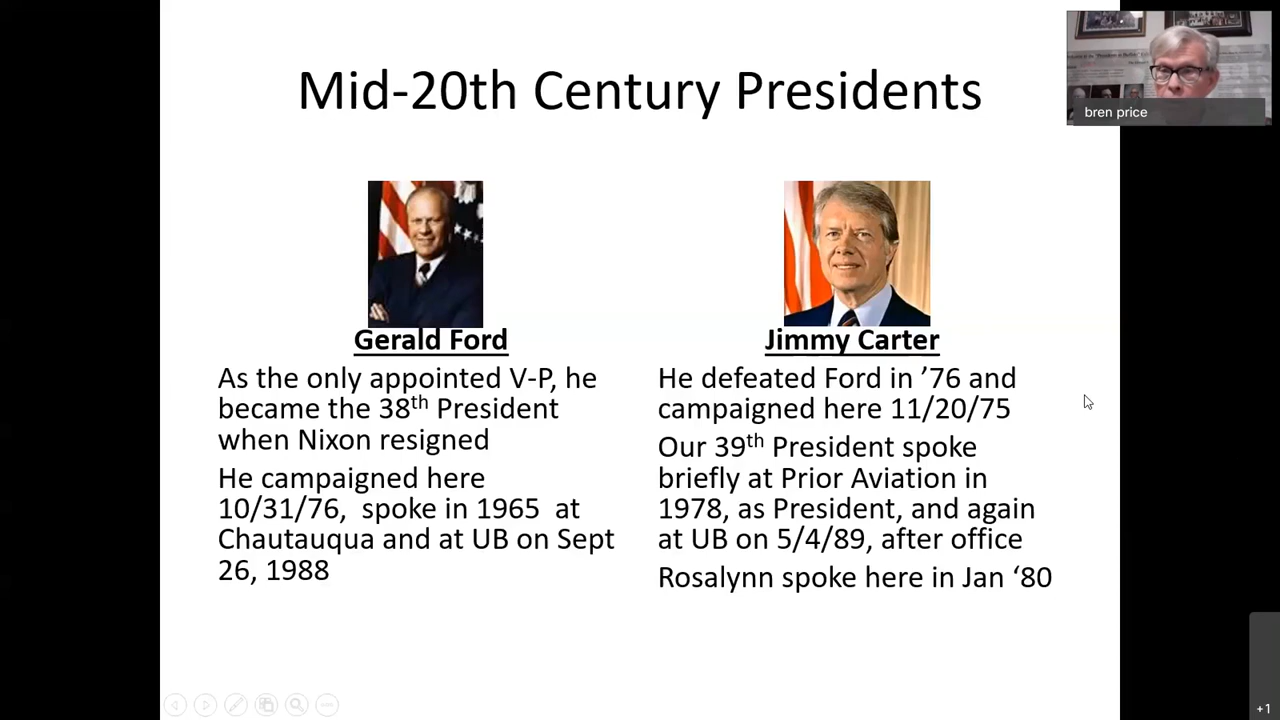 Mid-20th Century Presidents
bren price
Gerald Ford
As the only appointed V-P, he
became the 38th President
when Nixon resigned
He campaigned here
10/31/76,  spoke in 1965  at
Chautauqua and at UB on Sept
26, 1988
Jimmy Carter
He defeated Ford in ’76 and
campaigned here 11/20/75
Our 39th President spoke
briefly at Prior Aviation in
1978, as President, and again
at UB on 5/4/89, after office
Rosalynn spoke here in Jan ‘80
+1